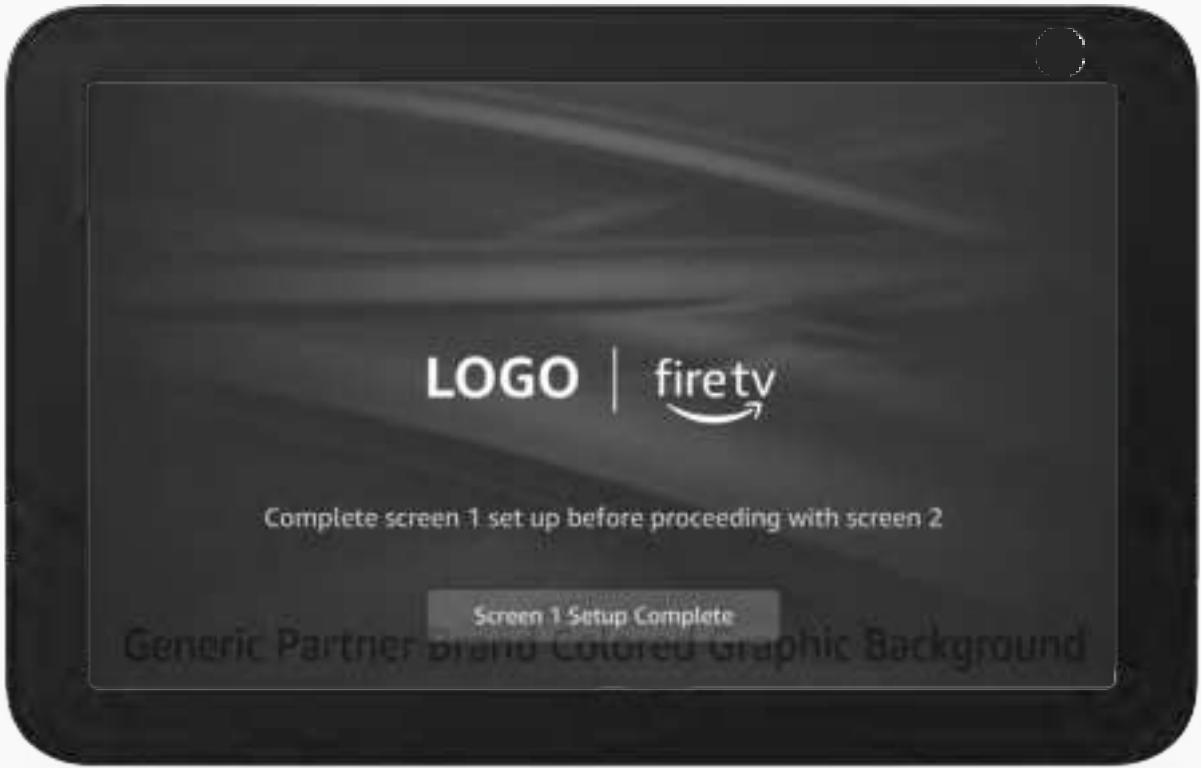 LOGO | firetv
Complete screen 1 set up before proceeding with screen 2
Screen 1 Setup Complete
Generic Partner Brand Colored Graphic Background